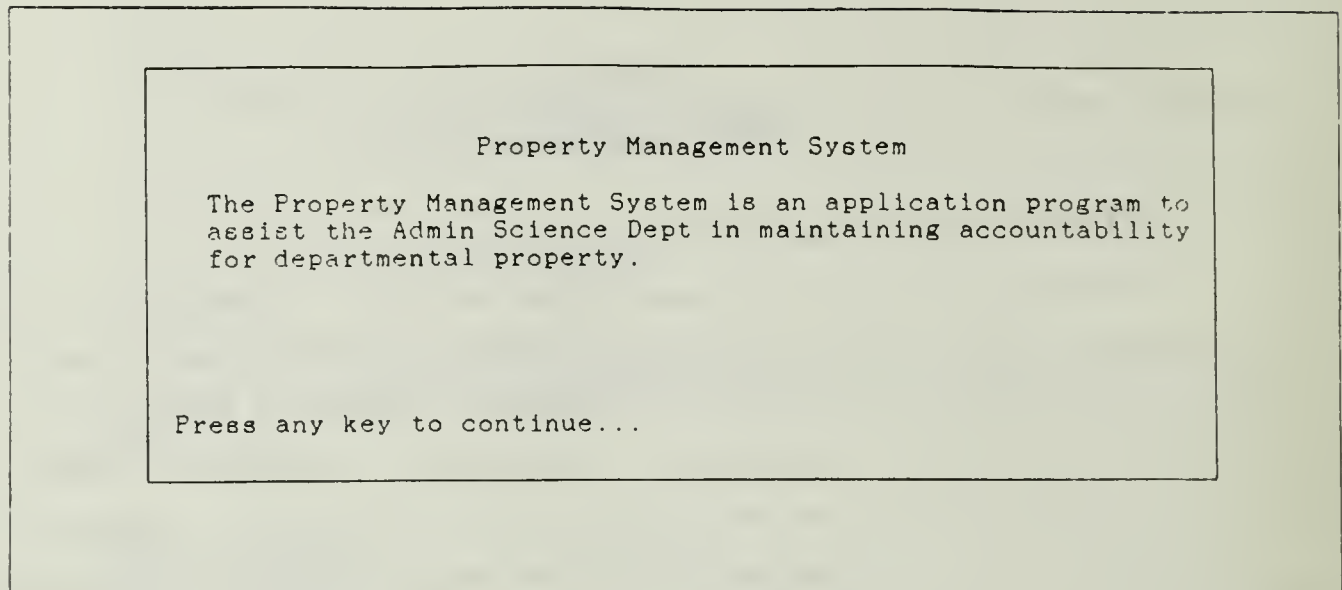 Property Management System
The Property Management System is an application program to
assist the Admin Science Dept in maintaining accountability
for departmental property.
Press any key to continue...